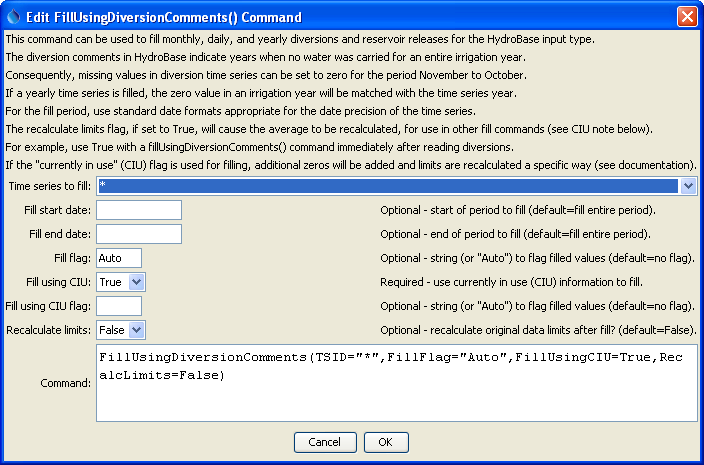 Edit FillUsingDiversionComments() Command
This command can be used to fill monthly, daily, and yearly diversions and reservoir releases for the HydroBase input type.
The diversion comments in HydroBase indicate years when no water was carried for an entire irrigation year.
Consequently, missing values in diversion time series can be set to zero for the period November to October.
If a yearly time series is filled, the zero value in an irrigation year will be matched with the time series year.
For the fill period, use standard date formats appropriate for the date precision of the time series.
The recalculate limits flag, if set to True, will cause the average to be recalculated, for use in other fill commands (see CIU note below).
For example, use True with a fillUsingDiversionComments() command immediately after reading diversions.
If the "currently in use" (CIU) flag is used for filling, additional zeros will be added and limits are recalculated a specific way (see documentation).
Time series to fill: *
Fill start date: Optional - start of period to fill (default=fill entire period).
Fill end date: Optional - end of period to fill (default=fill entire period).
Fill flag: Auto Optional - string (or "Auto") to flag filled values (default=no flag).
Fill using CIU: True Required - use currently in use (CIU) information to fill.
Fill using CIU flag: Optional - string (or "Auto") to flag filled values (default=no flag).
Recalculate limits: False Optional - recalculate original data limits after fill? (default=False).
Command: FillUsingDiversionComments(TSID="*",FillFlag="Auto",FillUsingCIU=True,Rec
alcLimits=False)
Cancel OK